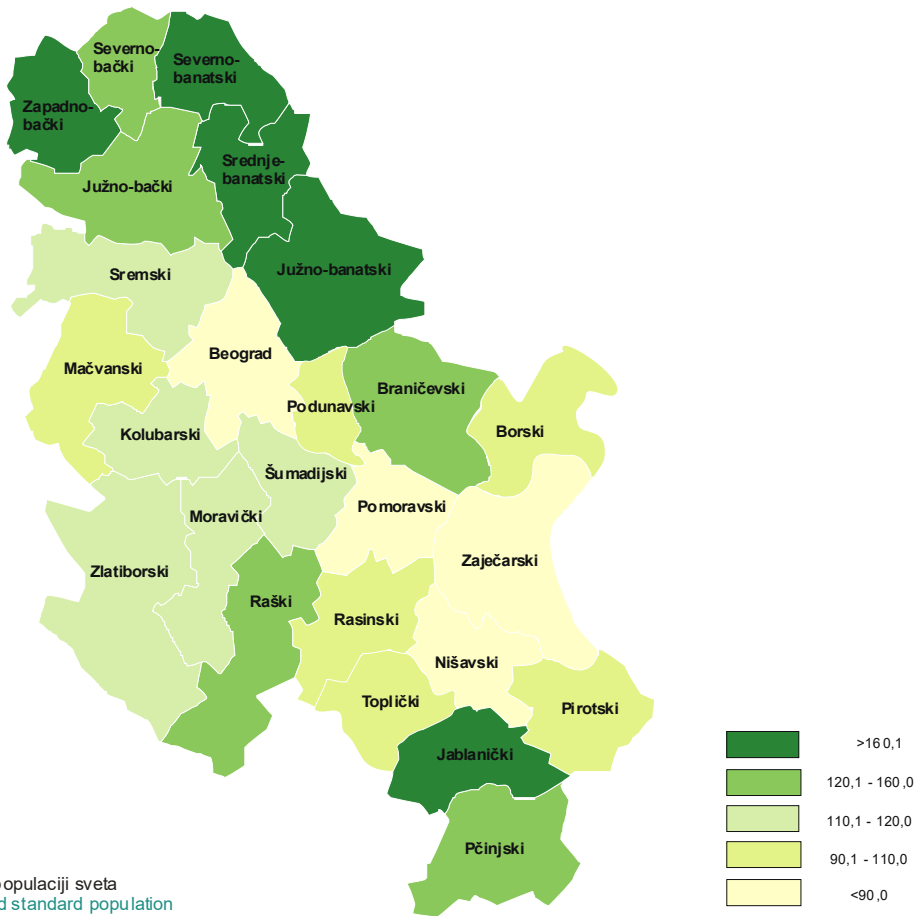 Severno-
bački
Severno-
banatski
Zapadno-
bački
Srednje-
banatski
Južno-bački
Južno-banatski
Sremski
Beograd
Mačvanski
Braničevski
Podunavski
Borski
Kolubarski
Šumadijski
Pomoravski
Moravički
Zaječarski
Zlatiborski
Raški
Rasinski
Nišavski
Toplički
Pirotski
Jablanički
Pčinjski
>160,1
120,1 - 160,0
110,1 - 120,0
90,1 - 110,0
<90,0
opulaciji sveta
d standard population